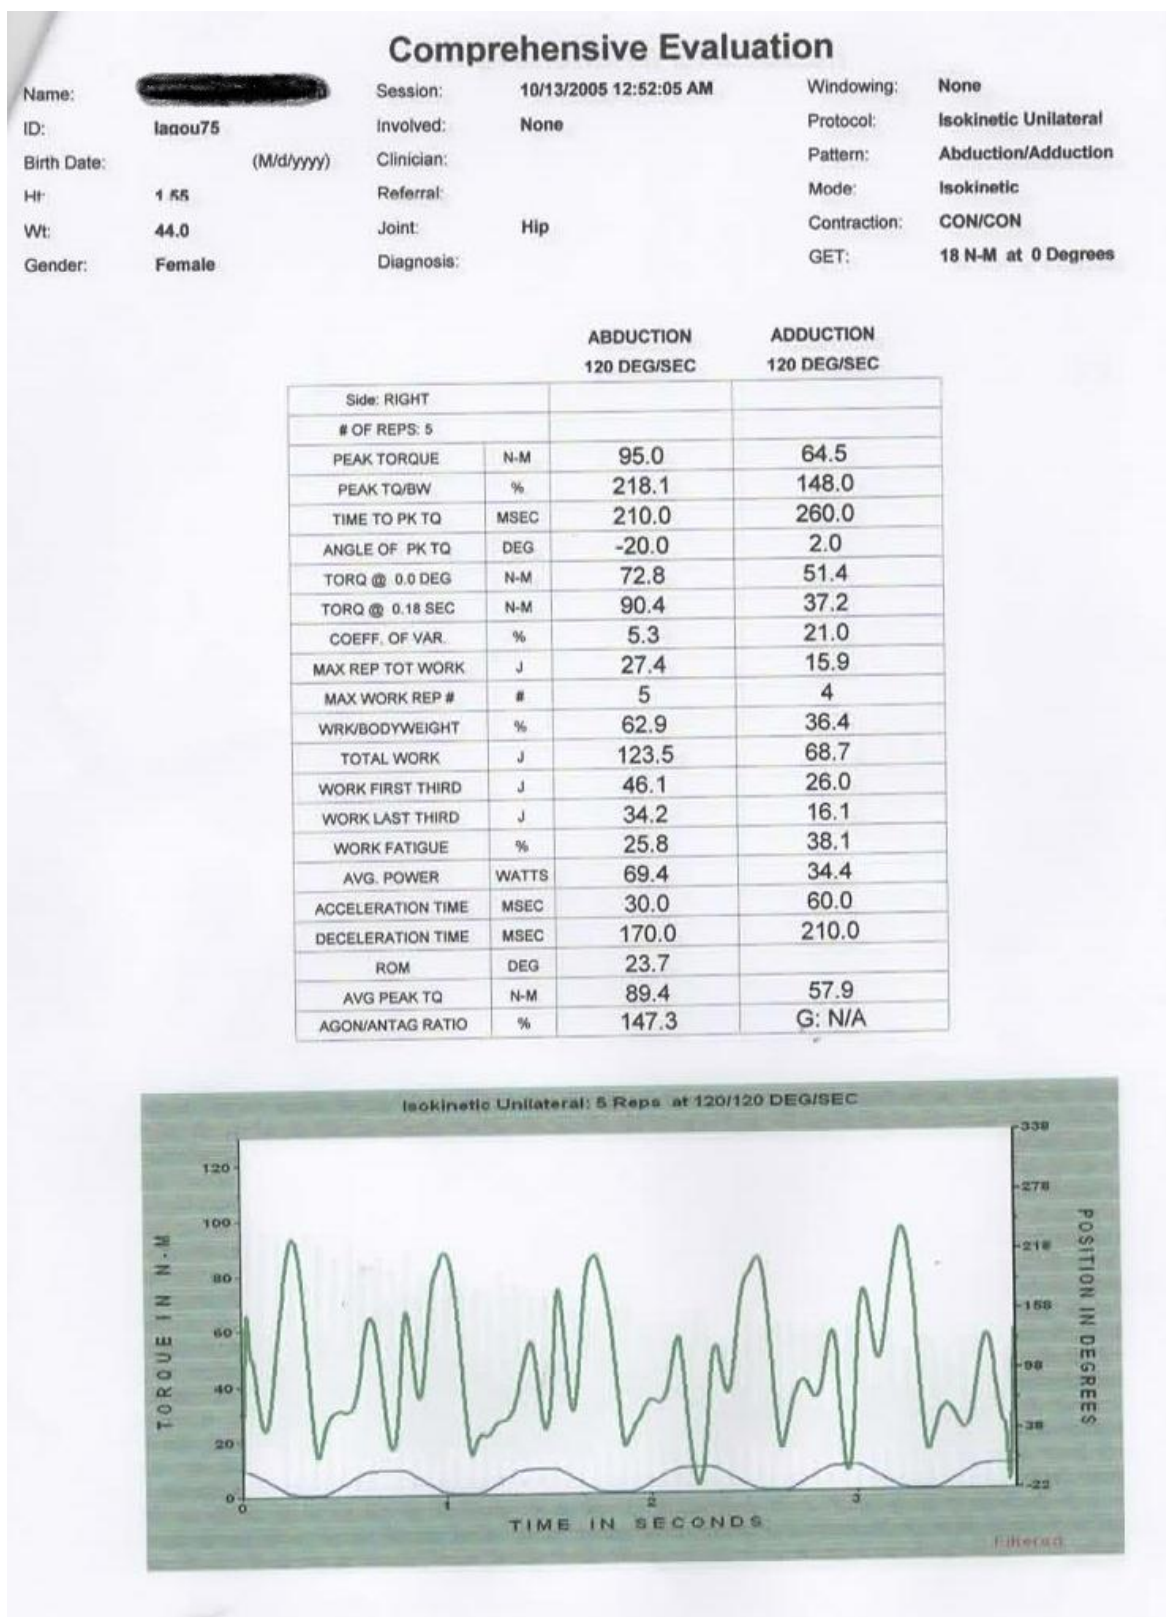 Comprehensive Evaluation
Name: Session: 10/13/2005 12:52:05 AM Windowing: None
ID: lagou75 Involved: None Protocol: Isokinetic Unilateral
Birth Date: (M/d/yyyy) Clinician: Pattern: Abduction/Adduction
Ht: 1.55 Referral: Mode: Isokinetic
Wt: 44.0 Joint: Hip Contraction: CON/CON
Gender: Female Diagnosis: GET: 18 N-M at 0 Degrees
ABDUCTION ADDUCTION
120 DEG/SEC 120 DEG/SEC
Side: RIGHT
# OF REPS: 5
PEAK TORQUE N-M 95.0 64.5
PEAK TQ/BW % 218.1 148.0
TIME TO PK TQ MSEC 210.0 260.0
ANGLE OF PK TQ DEG -20.0 2.0
TORQ @ 0.0 DEG N-M 72.8 51.4
TORQ @ 0.18 SEC N-M 90.4 37.2
COEFF. OF VAR. % 5.3 21.0
MAX REP TOT WORK J 27.4 15.9
MAX WORK REP # # 5 4
WRK/BODYWEIGHT % 62.9 36.4
TOTAL WORK J 123.5 68.7
WORK FIRST THIRD J 46.1 26.0
WORK LAST THIRD J 34.2 16.1
WORK FATIGUE % 25.8 38.1
AVG. POWER WATTS 69.4 34.4
ACCELERATION TIME MSEC 30.0 60.0
DECELERATION TIME MSEC 170.0 210.0
ROM DEG 23.7
AVG PEAK TQ N-M 89.4 57.9
AGON/ANTAG RATIO % 147.3 G: N/A
Isokinetic Unilateral: 5 Reps at 120/120 DEG/SEC
TORQUE IN N-M
120
100
80
60
40
20
0
338
278
218
158
98
38
-22
POSITION IN DEGREES
0 1 2 3
TIME IN SECONDS
Filtered